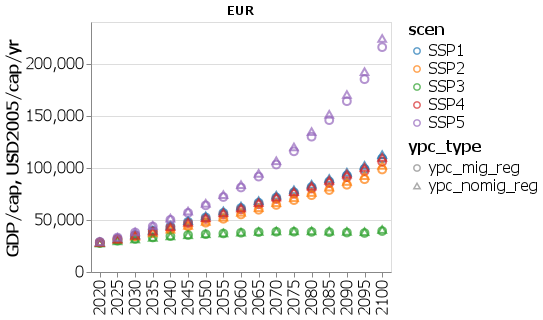 EUR
GDP/cap, USD2005/cap/yr
200,000
150,000
100,000
50,000
0
2020
2025
2030
2035
2040
2045
2050
2055
2060
2065
2070
2075
2080
2085
2090
2095
2100
scen
SSP1
SSP2
SSP3
SSP4
SSP5
ypc_type
ypc_mig_reg
ypc_nomig_reg